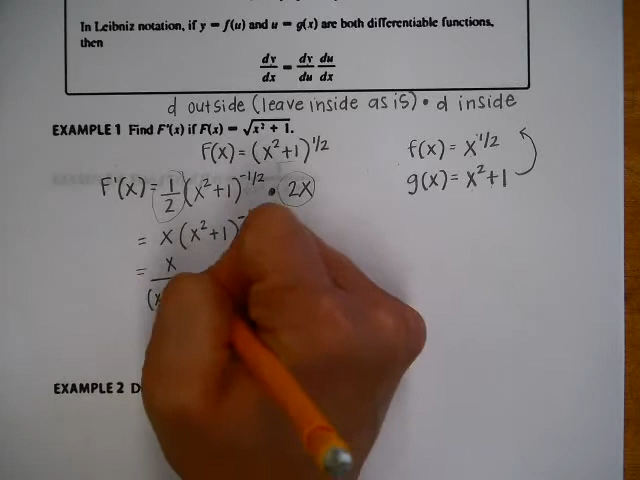 In Leibniz notation, if y = f(u) and u = g(x) are both differentiable functions,
then
dy/dx = dy/du du/dx
d outside (leave inside as is) • d inside
EXAMPLE 1 Find F'(x) if F(x) = √(x² + 1).
F(x) = (x²+1)^1/2
f(x) = x^1/2
g(x) = x²+1
F'(x) = 1/2 (x²+1)^-1/2 • 2x
= x (x²+1)^-
= x/(x
EXAMPLE 2 D